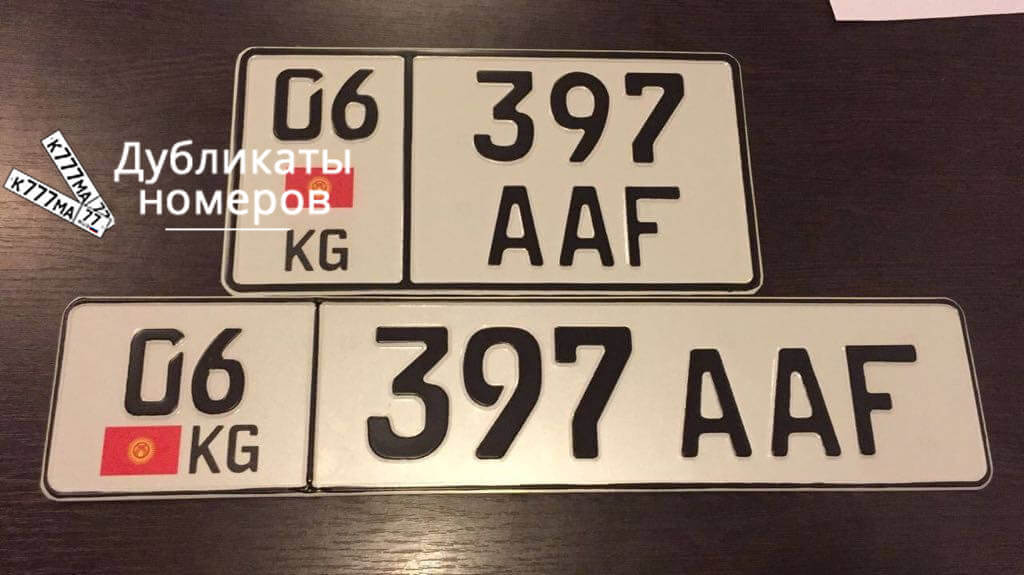 06
397
Дубликаты
номеров
К777МА 77
К777МА 77
KG
AAF
06
KG
397 AAF